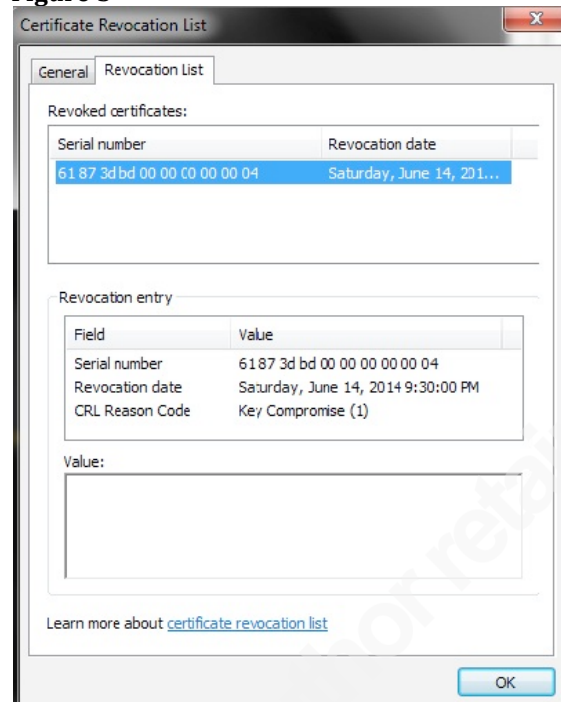 Certificate Revocation List
General Revocation List
Revoked certificates:
Serial number Revocation date
61 87 3d bd 00 00 00 00 00 04 Saturday, June 14, 201...
Revocation entry
Field Value
Serial number 61 87 3d bd 00 00 00 00 00 04
Revocation date Saturday, June 14, 2014 9:30:00 PM
CRL Reason Code Key Compromise (1)
Value:
Learn more about certificate revocation list
OK